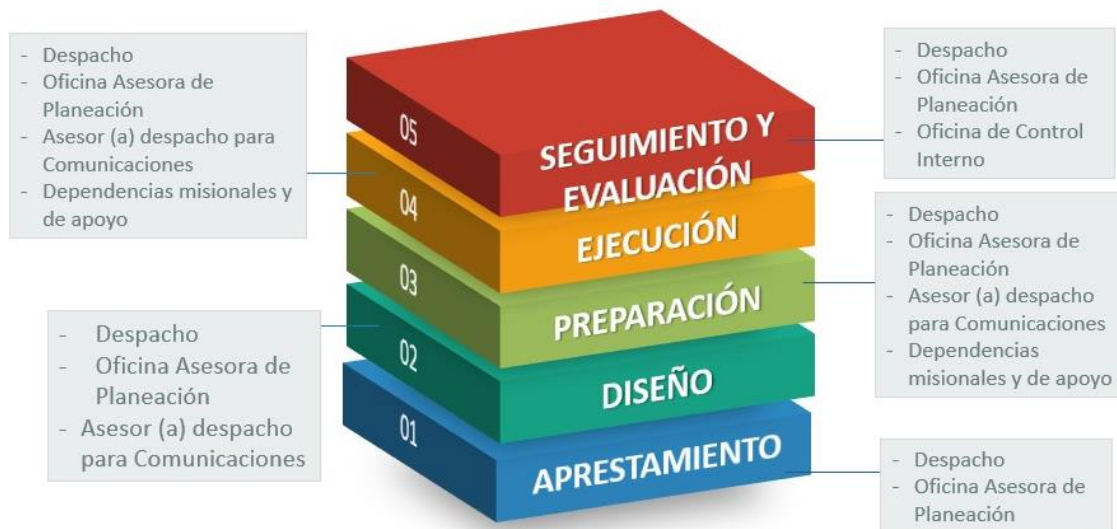 - Despacho
- Oficina Asesora de
Planeación
- Asesor (a) despacho para
Comunicaciones
- Dependencias misionales y
de apoyo
- Despacho
- Oficina Asesora de
Planeación
- Asesor (a) despacho
para Comunicaciones
05
SEGUIMIENTO Y
EVALUACIÓN
04
EJECUCIÓN
03
PREPARACIÓN
02
DISEÑO
01
APRESTAMIENTO
- Despacho
- Oficina Asesora de
Planeación
- Oficina de Control
Interno
- Despacho
- Oficina Asesora de
Planeación
- Asesor (a) despacho
para Comunicaciones
- Dependencias
misionales y de apoyo
- Despacho
- Oficina Asesora de
Planeación